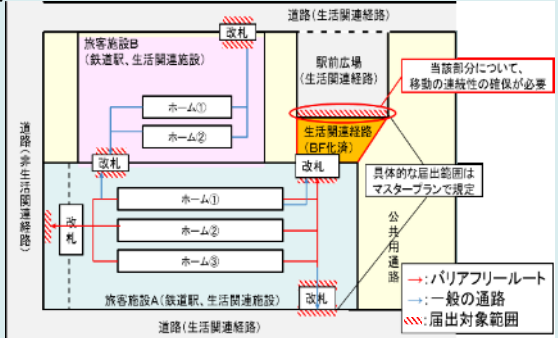 道路(生活関連経路)
改札
旅客施設B
(鉄道駅、生活関連施設)
駅前広場
(生活関連経路)
当該部分について、
移動の連続性の確保が必要
ホーム①
ホーム②
生活関連経路
(BF化済)
道路(非生活関連経路)
改札
改札
具体的な届出範囲は
マスタープランで規定
ホーム①
改札
ホーム②
ホーム③
公共用通路
→:バリアフリールート
→:一般の通路
:届出対象範囲
旅客施設A(鉄道駅、生活関連施設)
改札
道路(生活関連経路)